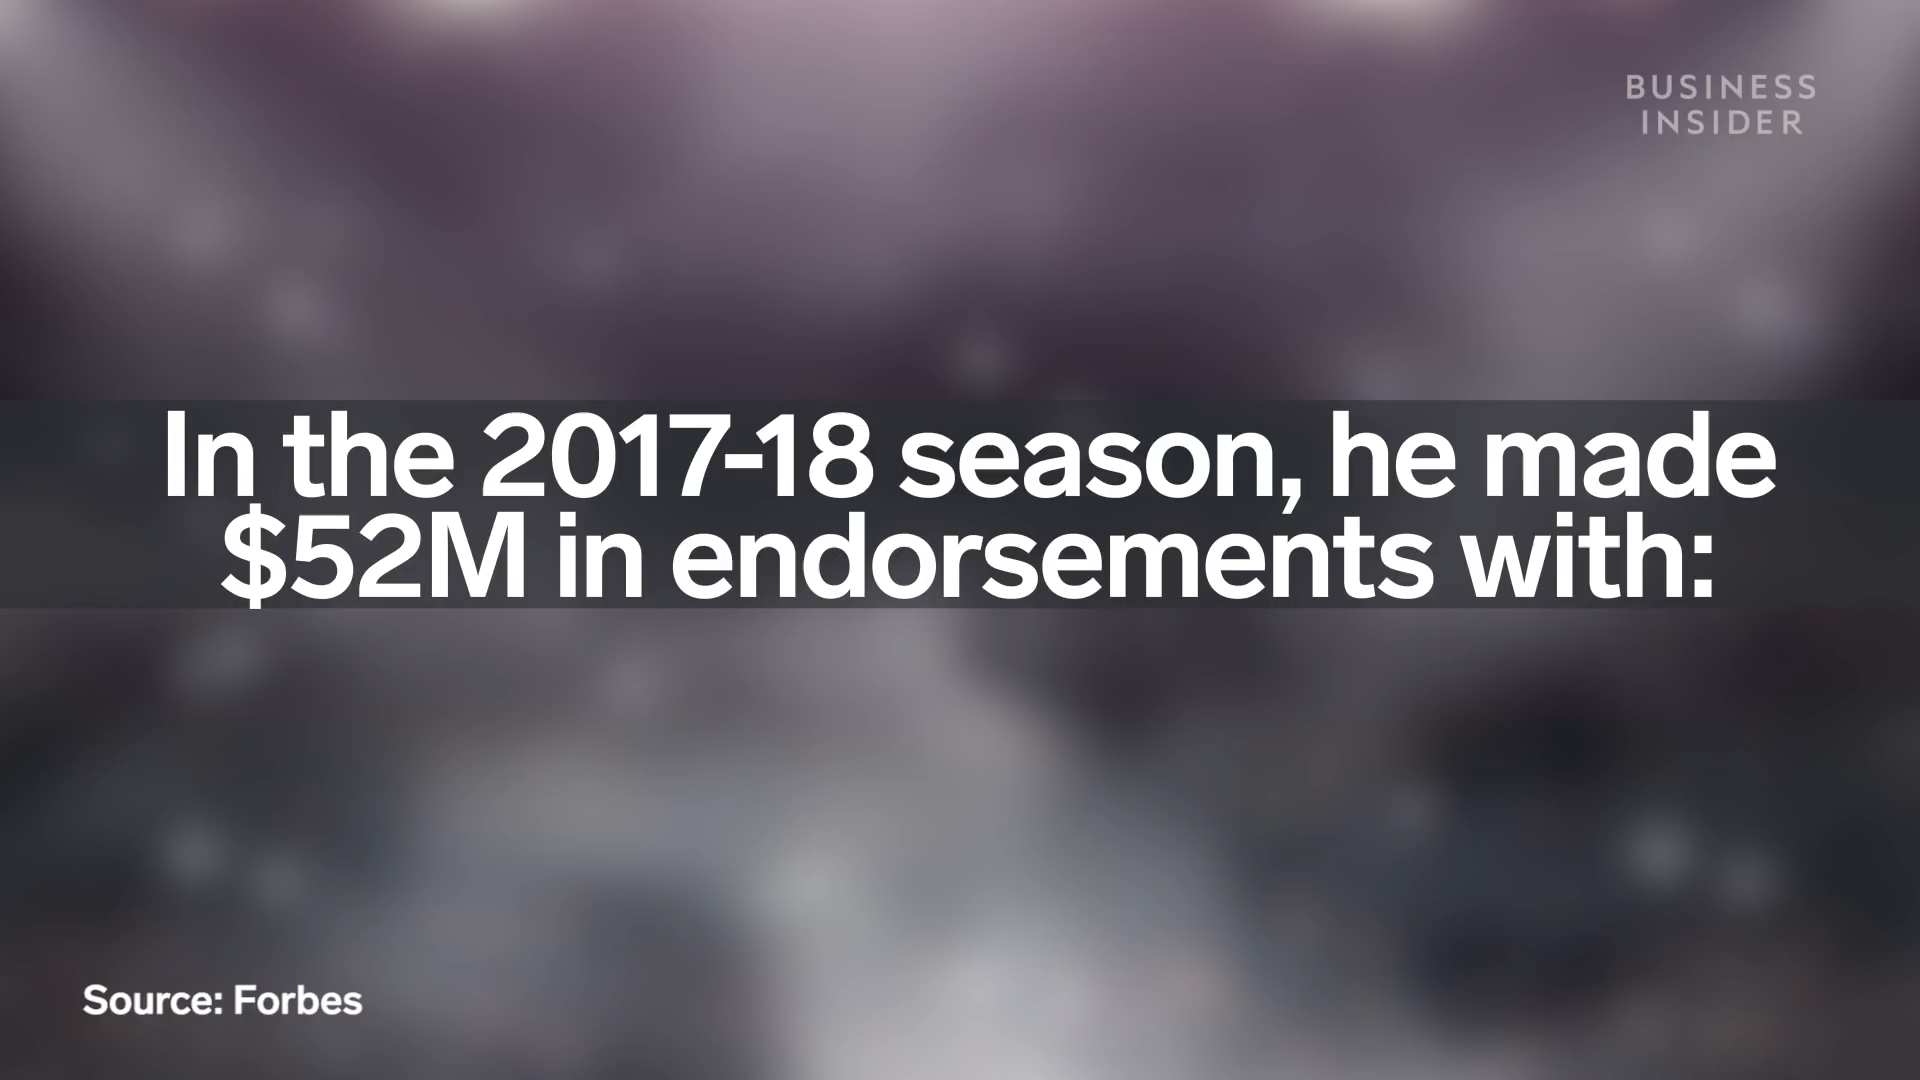 BUSINESS
INSIDER
In the 2017-18 season, he made
$52M in endorsements with:
Source: Forbes